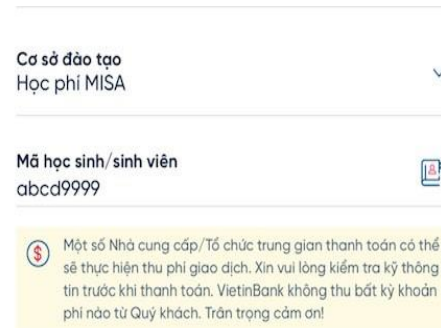 Cơ sở đào tạo
Học phí MISA
Mã học sinh/sinh viên
abcd9999
Một số Nhà cung cấp/Tổ chức trung gian thanh toán có thể
sẽ thực hiện thu phí giao dịch. Xin vui lòng kiểm tra kỹ thông
tin trước khi thanh toán. VietinBank không thu bất kỳ khoản
phí nào từ Quý khách. Trân trọng cảm ơn!